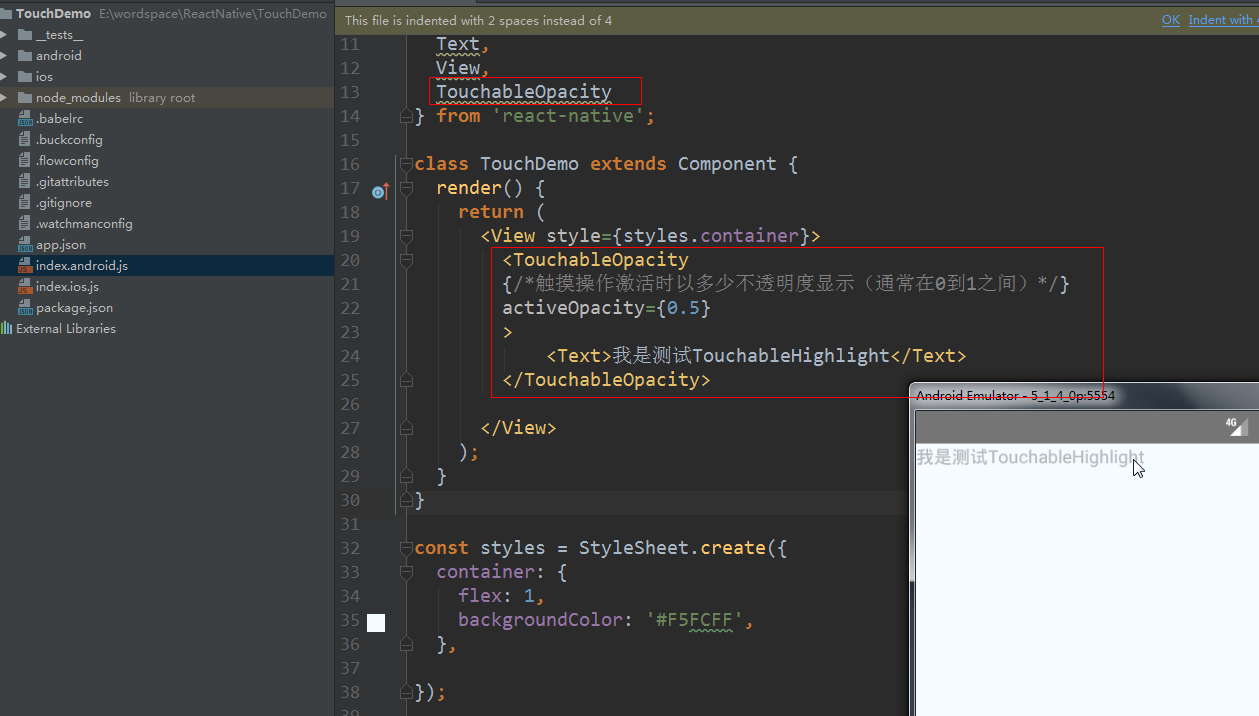 TouchDemo E:\wordspace\ReactNative\TouchDemo
__tests__
android
ios
node_modules library root
.babelrc
.buckconfig
.flowconfig
.gitattributes
.gitignore
.watchmanconfig
app.json
index.android.js
index.ios.js
package.json
External Libraries
This file is indented with 2 spaces instead of 4 OK Indent with
11 Text,
12 View,
13 TouchableOpacity
14 } from 'react-native';
15
16 class TouchDemo extends Component {
17 render() {
18 return (
19 <View style={styles.container}>
20 <TouchableOpacity
21 {/*触摸操作激活时以多少不透明度显示（通常在0到1之间）*/}
22 activeOpacity={0.5}
23 >
24 <Text>我是测试TouchableHighlight</Text>
25 </TouchableOpacity>
26
27 </View>
28 );
29 }
30 }
31
32 const styles = StyleSheet.create({
33 container: {
34 flex: 1,
35 backgroundColor: '#F5FCFF',
36 },
37
38 });
39
Android Emulator - 5_1_4_0p:5554
4G
我是测试TouchableHighlight